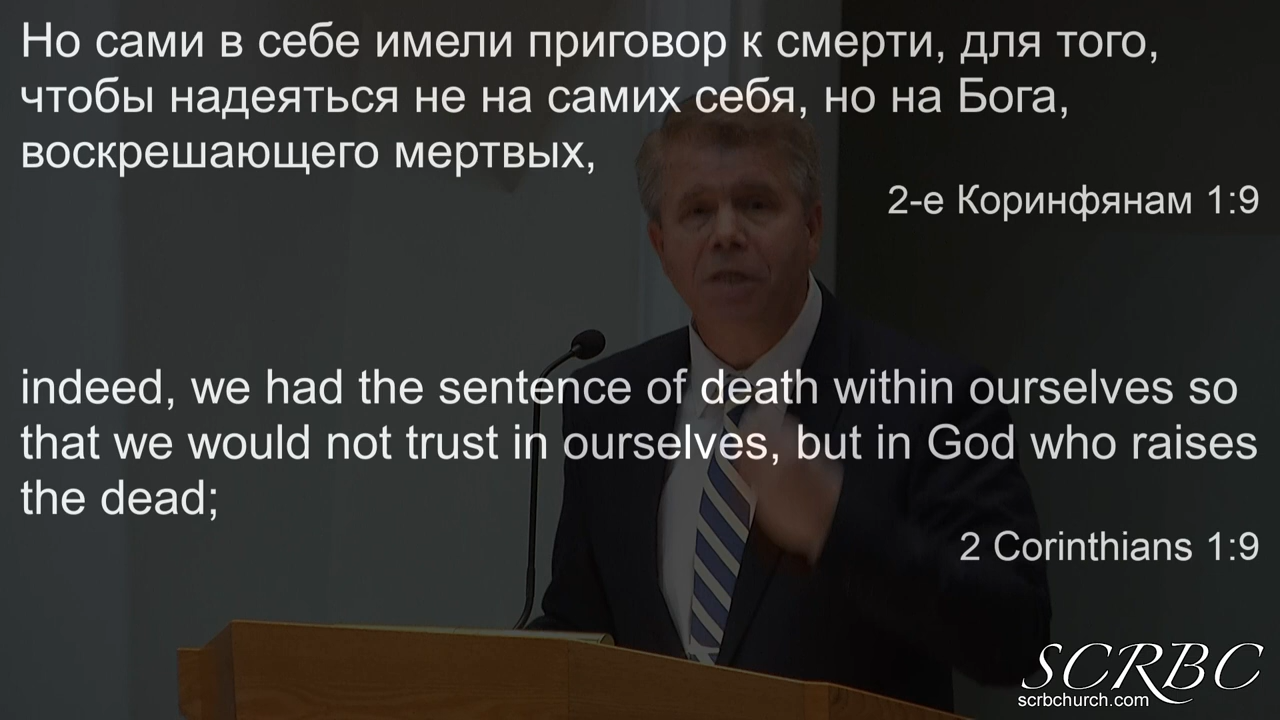 Но сами в себе имели приговор к смерти, для того,
чтобы надеяться не на самих себя, но на Бога,
воскрешающего мертвых,
2-е Коринфянам 1:9
indeed, we had the sentence of death within ourselves so
that we would not trust in ourselves, but in God who raises
the dead;
2 Corinthians 1:9
SCRBC
scrbchurch.com